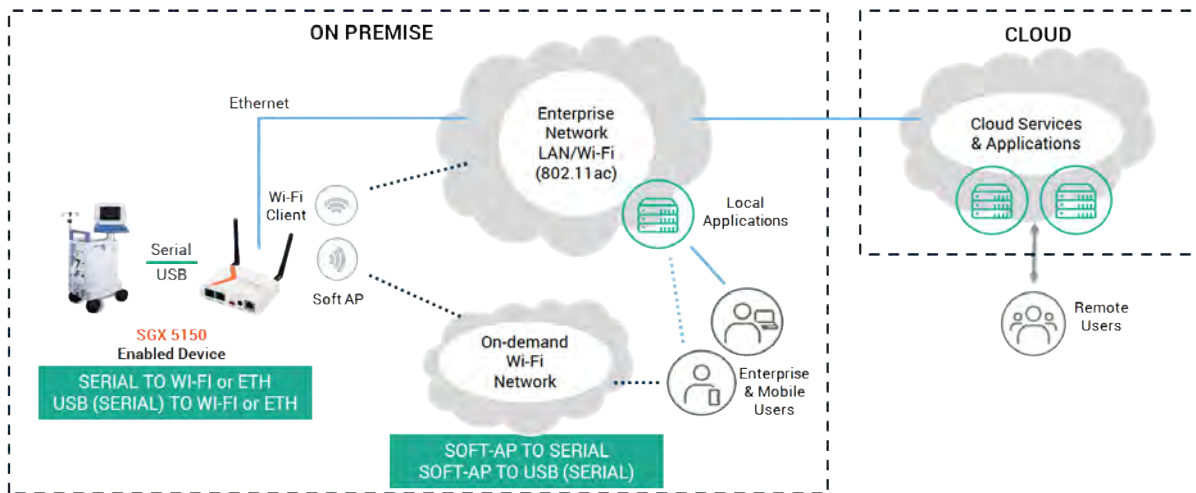 ON PREMISE
CLOUD
Ethernet
Enterprise
Network
LAN/Wi-Fi
(802.11ac)
Cloud Services
& Applications
Wi-Fi
Client
Local
Applications
Serial
USB
Soft AP
Remote
Users
SGX 5150
Enabled Device
On-demand
Wi-Fi
Network
Enterprise
& Mobile
Users
SERIAL TO WI-FI or ETH
USB (SERIAL) TO WI-FI or ETH
SOFT-AP TO SERIAL
SOFT-AP TO USB (SERIAL)